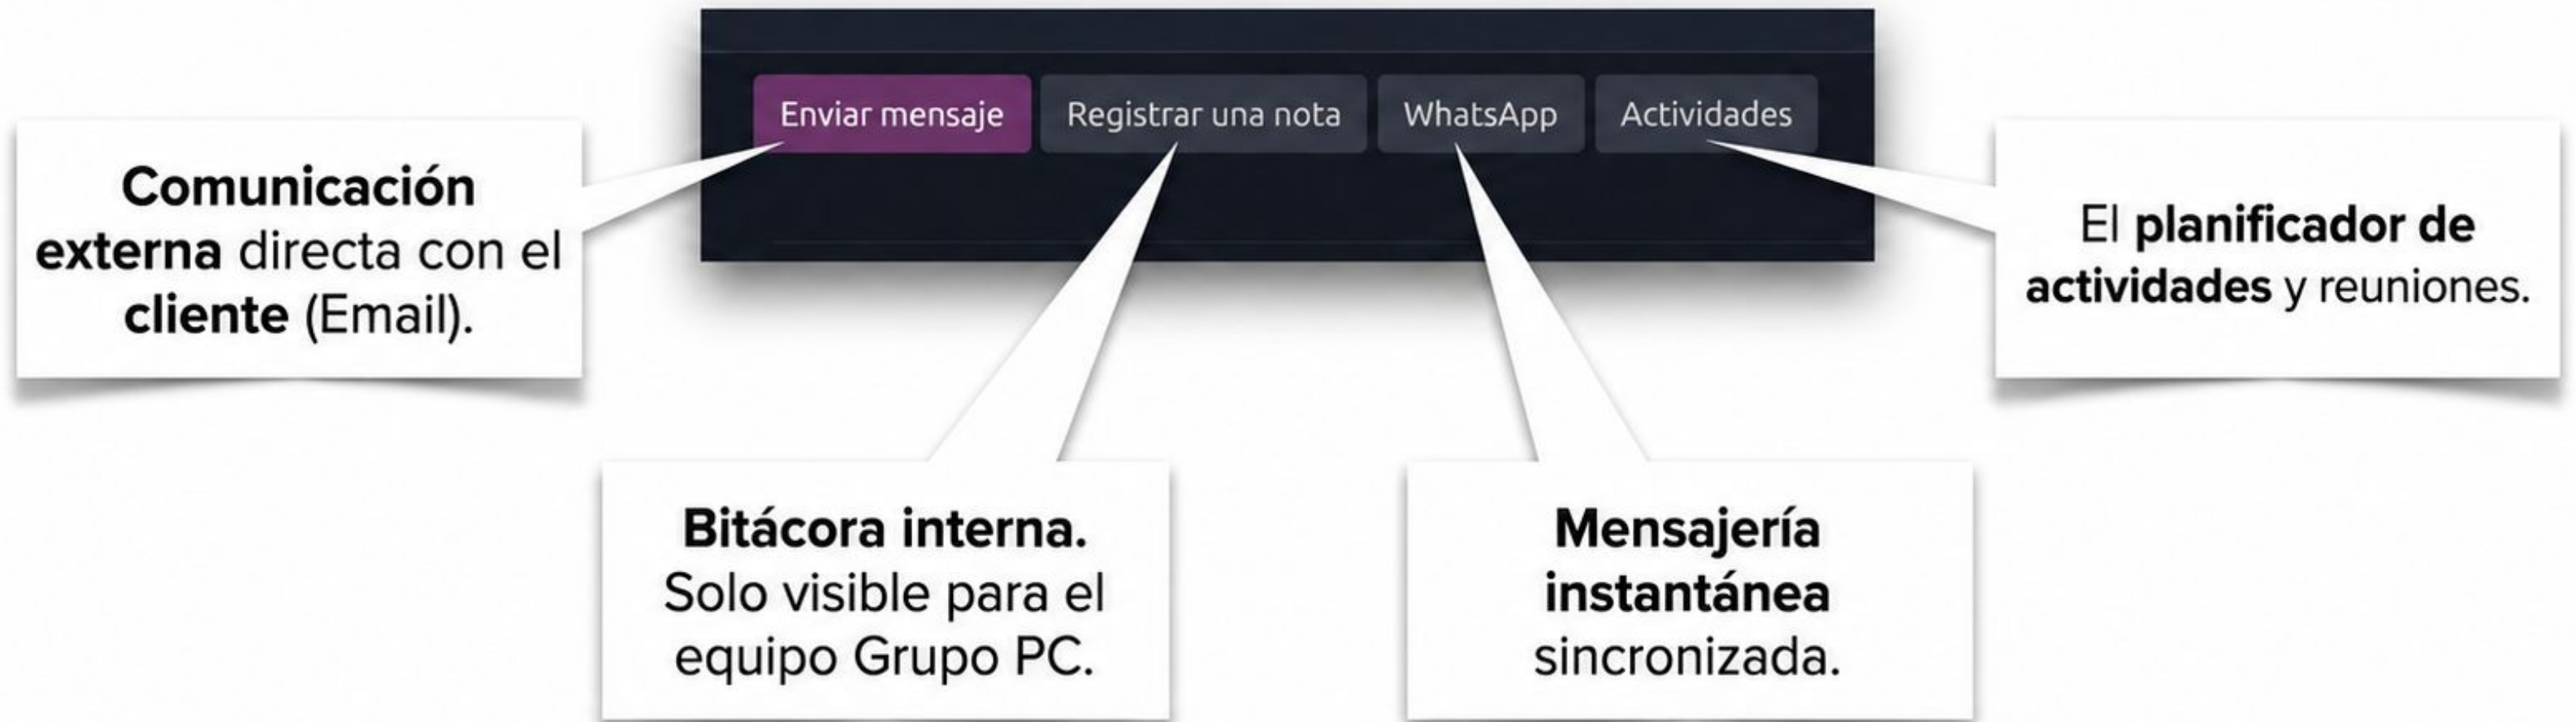 Enviar mensaje
Registrar una nota
WhatsApp
Actividades
Comunicación
externa directa con el
cliente (Email).
Bitácora interna.
Solo visible para el
equipo Grupo PC.
Mensajería
instantánea
sincronizada.
El planificador de
actividades y reuniones.